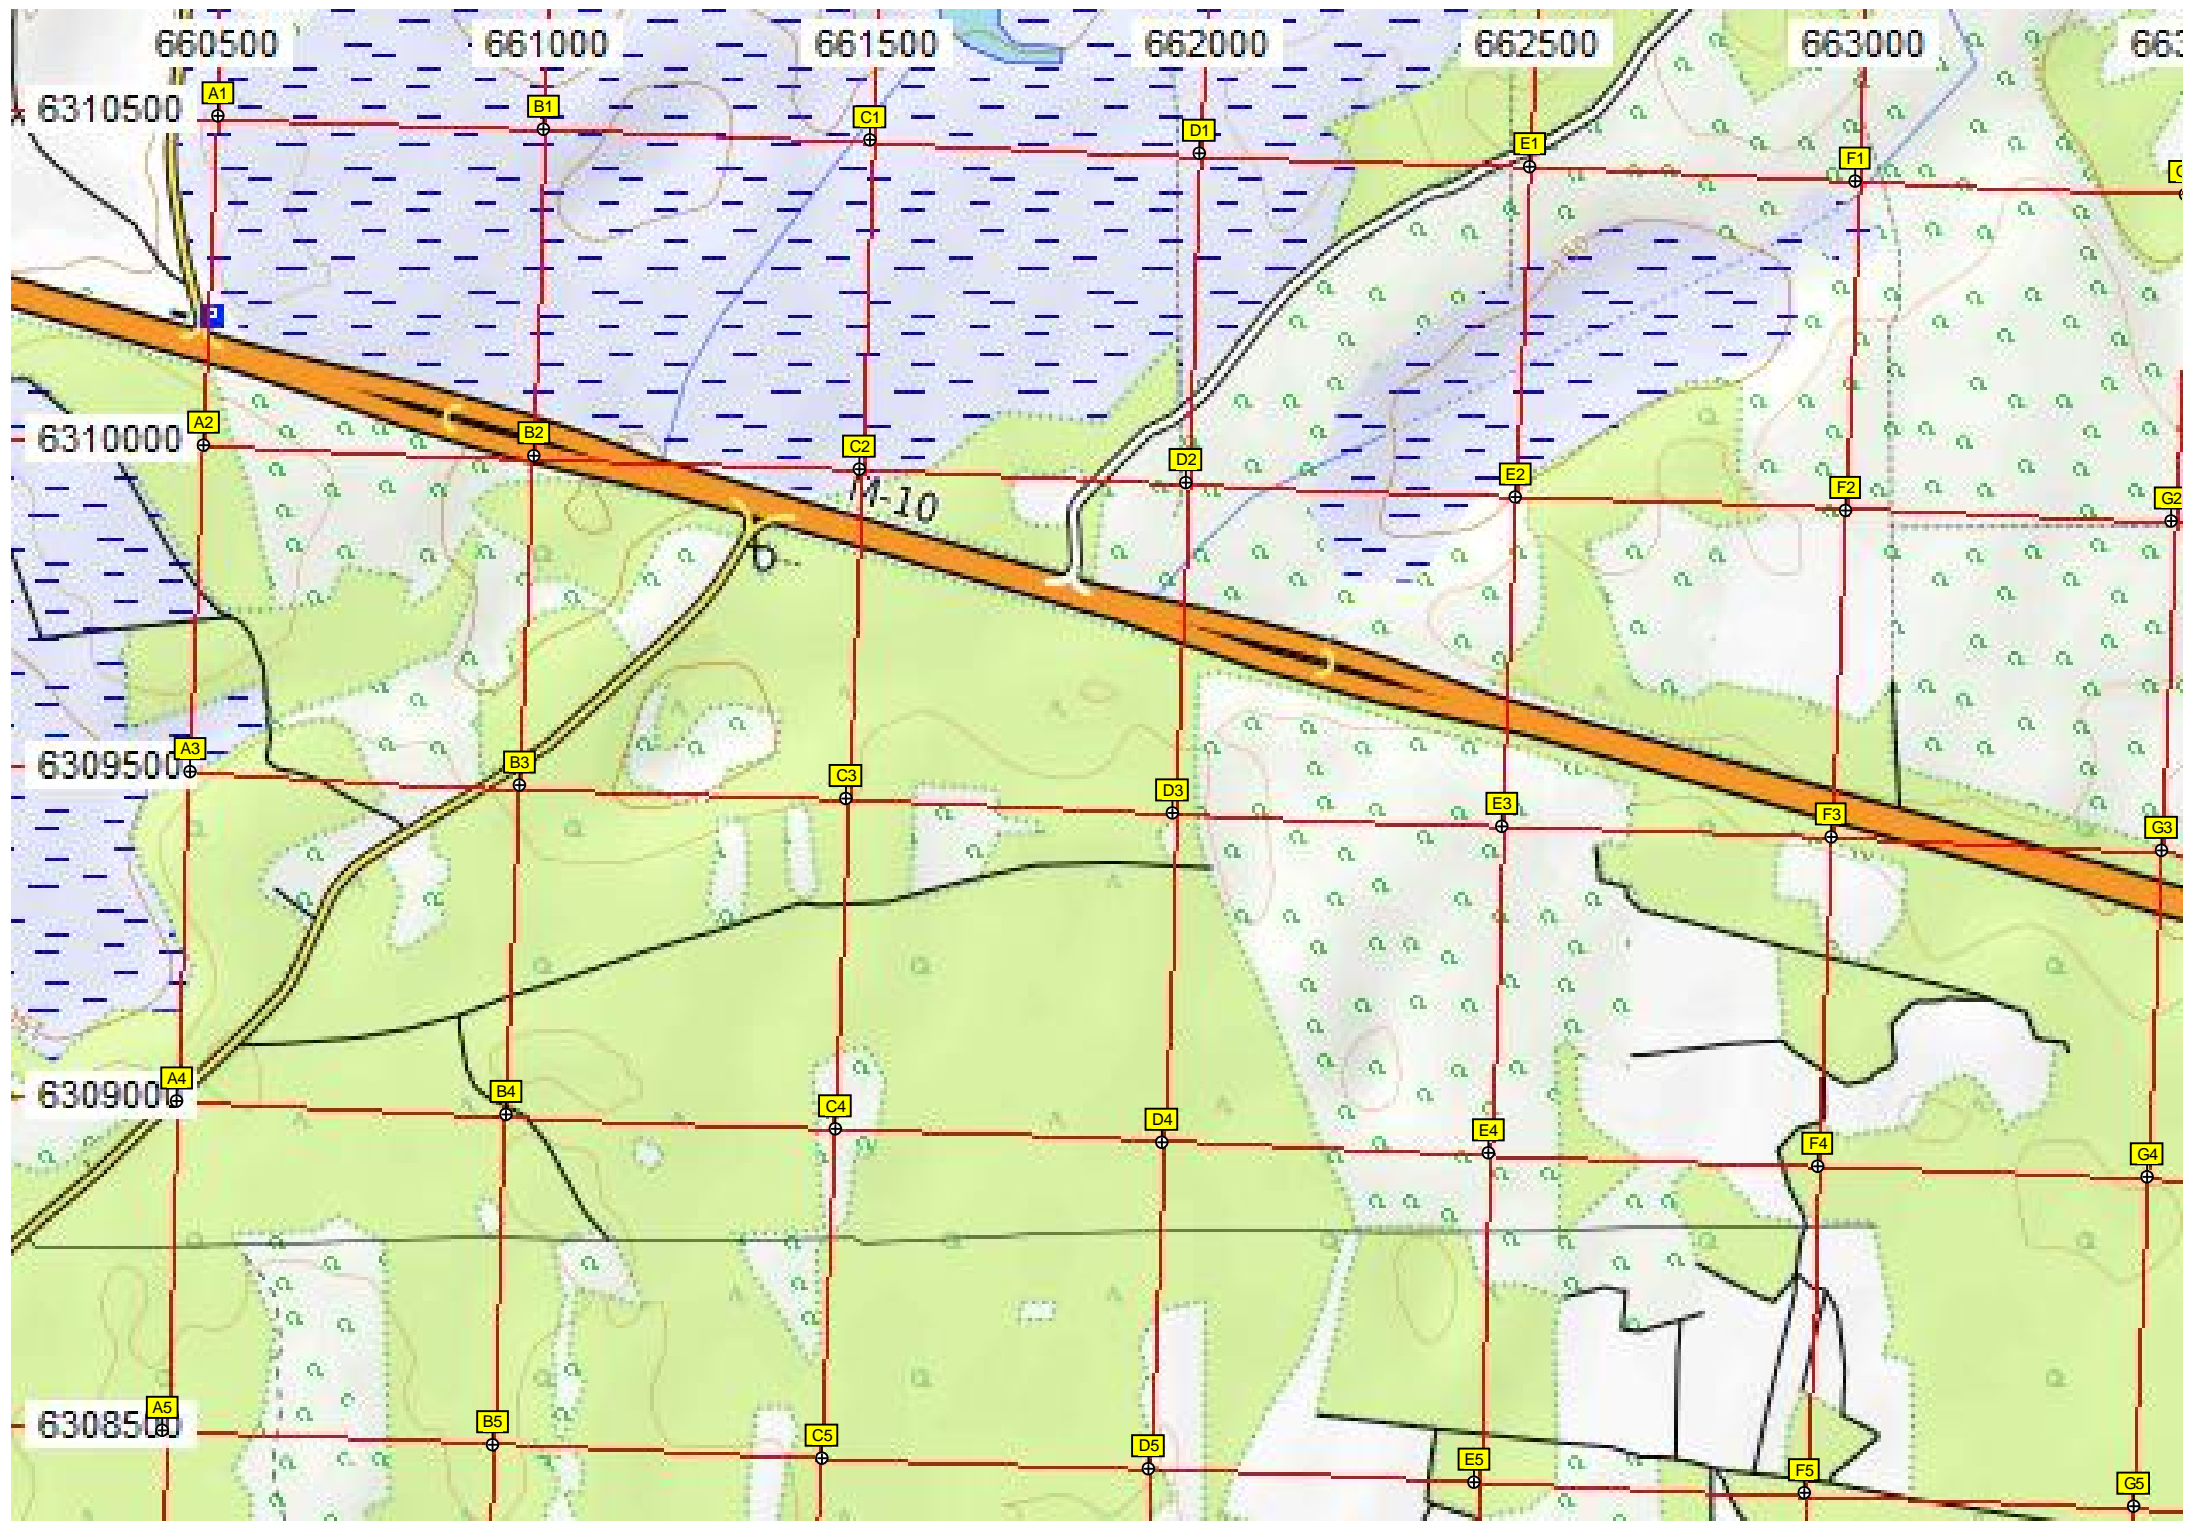 660500 661000 661500 662000 662500 663000 663
A1 6310500 B1 C1 D1 E1 F1
A2 6310000 B2 C2 D2 E2 F2 G2
M-10
A3 6309500 B3 C3 D3 E3 F3 G3
A4 6309000 B4 C4 D4 E4 F4 G4
A5 6308500 B5 C5 D5 E5 F5 G5